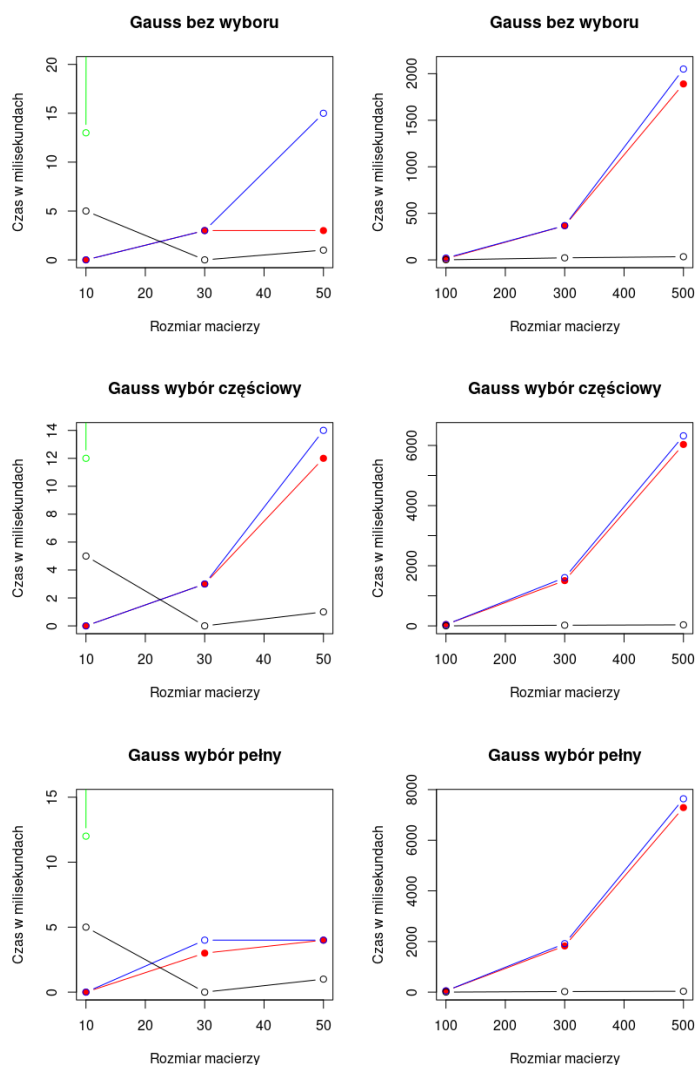 Gauss bez wyboru
Czas w milisekundach
0 5 10 15 20
10 20 30 40 50
Rozmiar macierzy
Gauss bez wyboru
Czas w milisekundach
0 500 1000 1500 2000
100 200 300 400 500
Rozmiar macierzy
Gauss wybór częściowy
Czas w milisekundach
0 2 4 6 8 10 12 14
10 20 30 40 50
Rozmiar macierzy
Gauss wybór częściowy
Czas w milisekundach
0 2000 4000 6000
100 200 300 400 500
Rozmiar macierzy
Gauss wybór pełny
Czas w milisekundach
0 5 10 15
10 20 30 40 50
Rozmiar macierzy
Gauss wybór pełny
Czas w milisekundach
0 2000 4000 6000 8000
100 200 300 400 500
Rozmiar macierzy